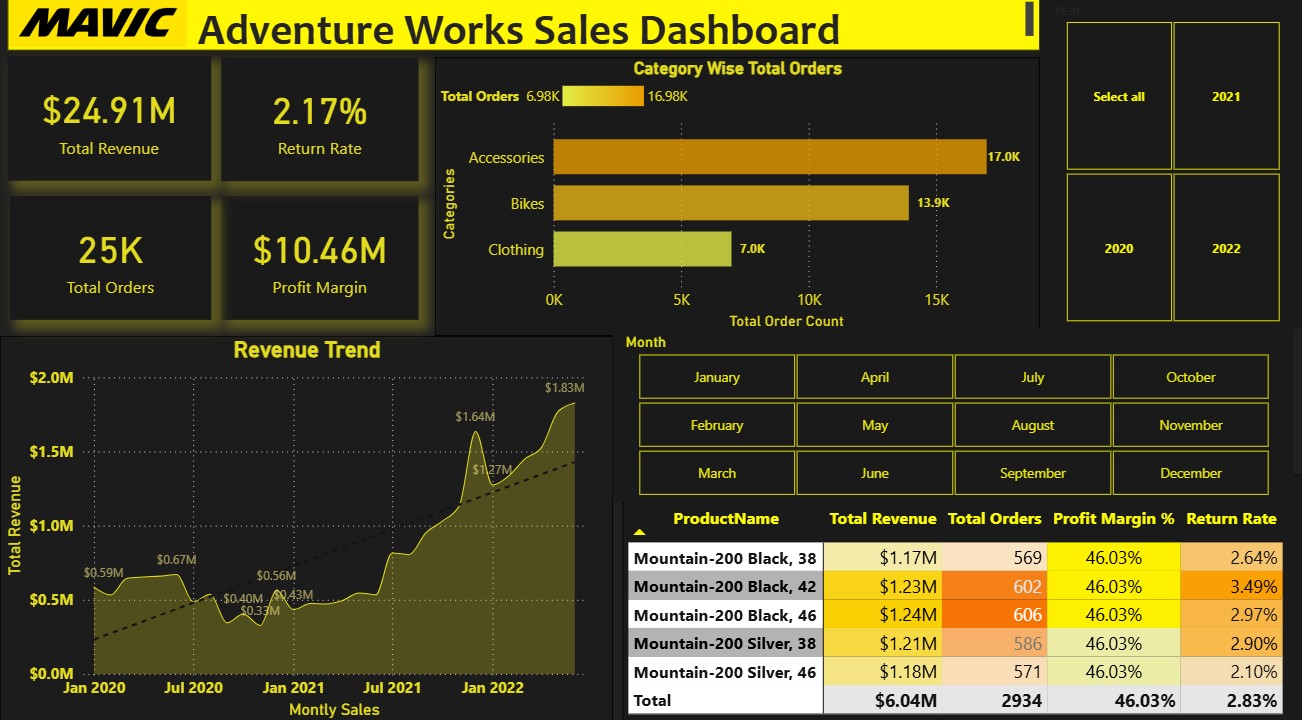 MAVIC
Adventure Works Sales Dashboard
Year
$24.91M
Total Revenue
2.17%
Return Rate
25K
Total Orders
$10.46M
Profit Margin
Category Wise Total Orders
Total Orders 6.98K 16.98K
Categories
Accessories 17.0K
Bikes 13.9K
Clothing 7.0K
0K 5K 10K 15K
Total Order Count
Select all 2021
2020 2022
Revenue Trend
Total Revenue
$2.0M
$1.5M
$1.0M
$0.5M
$0.0M
$0.59M
$0.67M
$0.40M
$0.33M
$0.56M
$0.43M
$1.64M
$1.27M
$1.83M
Jan 2020 Jul 2020 Jan 2021 Jul 2021 Jan 2022
Montly Sales
Month
January April July October
February May August November
March June September December
ProductName Total Revenue Total Orders Profit Margin % Return Rate
Mountain-200 Black, 38 $1.17M 569 46.03% 2.64%
Mountain-200 Black, 42 $1.23M 602 46.03% 3.49%
Mountain-200 Black, 46 $1.24M 606 46.03% 2.97%
Mountain-200 Silver, 38 $1.21M 586 46.03% 2.90%
Mountain-200 Silver, 46 $1.18M 571 46.03% 2.10%
Total $6.04M 2934 46.03% 2.83%